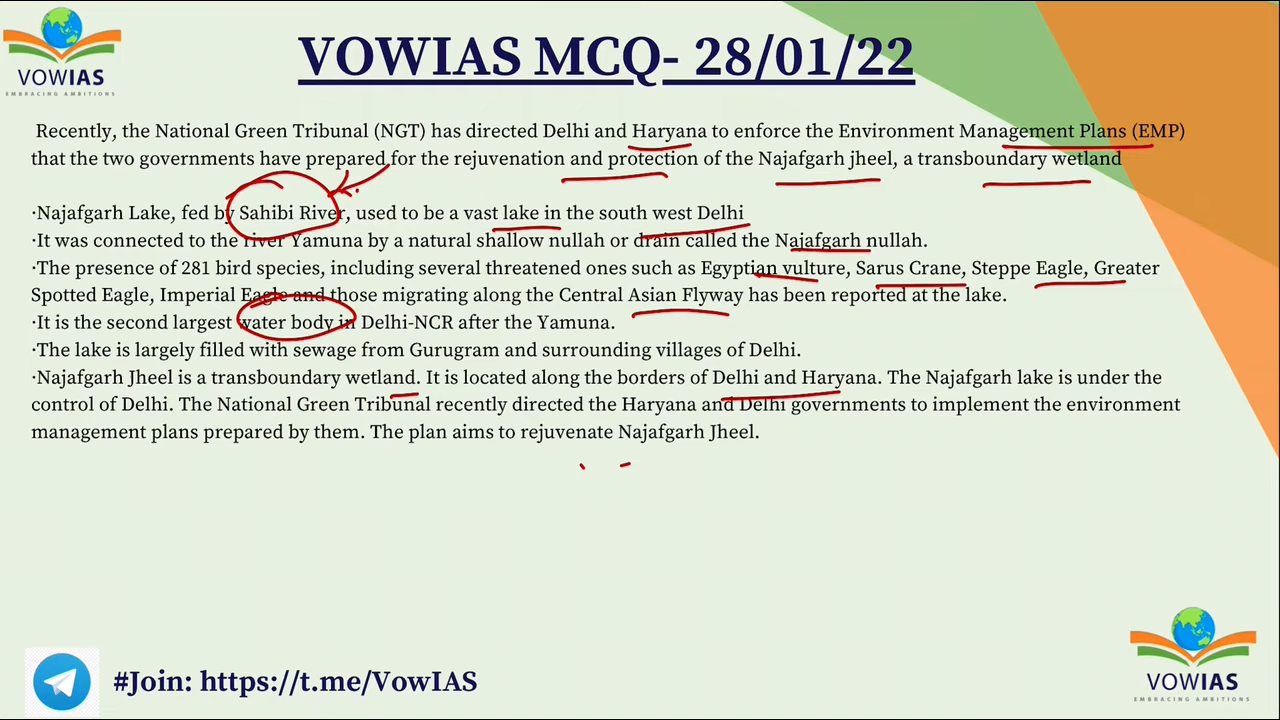 VOWIAS
EMBRACING AMBITIONS
VOWIAS MCQ- 28/01/22
Recently, the National Green Tribunal (NGT) has directed Delhi and Haryana to enforce the Environment Management Plans (EMP)
that the two governments have prepared for the rejuvenation and protection of the Najafgarh jheel, a transboundary wetland
·Najafgarh Lake, fed by Sahibi River, used to be a vast lake in the south west Delhi
·It was connected to the river Yamuna by a natural shallow nullah or drain called the Najafgarh nullah.
·The presence of 281 bird species, including several threatened ones such as Egyptian vulture, Sarus Crane, Steppe Eagle, Greater
Spotted Eagle, Imperial Eagle and those migrating along the Central Asian Flyway has been reported at the lake.
·It is the second largest water body in Delhi-NCR after the Yamuna.
·The lake is largely filled with sewage from Gurugram and surrounding villages of Delhi.
·Najafgarh Jheel is a transboundary wetland. It is located along the borders of Delhi and Haryana. The Najafgarh lake is under the
control of Delhi. The National Green Tribunal recently directed the Haryana and Delhi governments to implement the environment
management plans prepared by them. The plan aims to rejuvenate Najafgarh Jheel.
#Join: https://t.me/VowIAS
VOWIAS
EMBRACING AMBITIONS